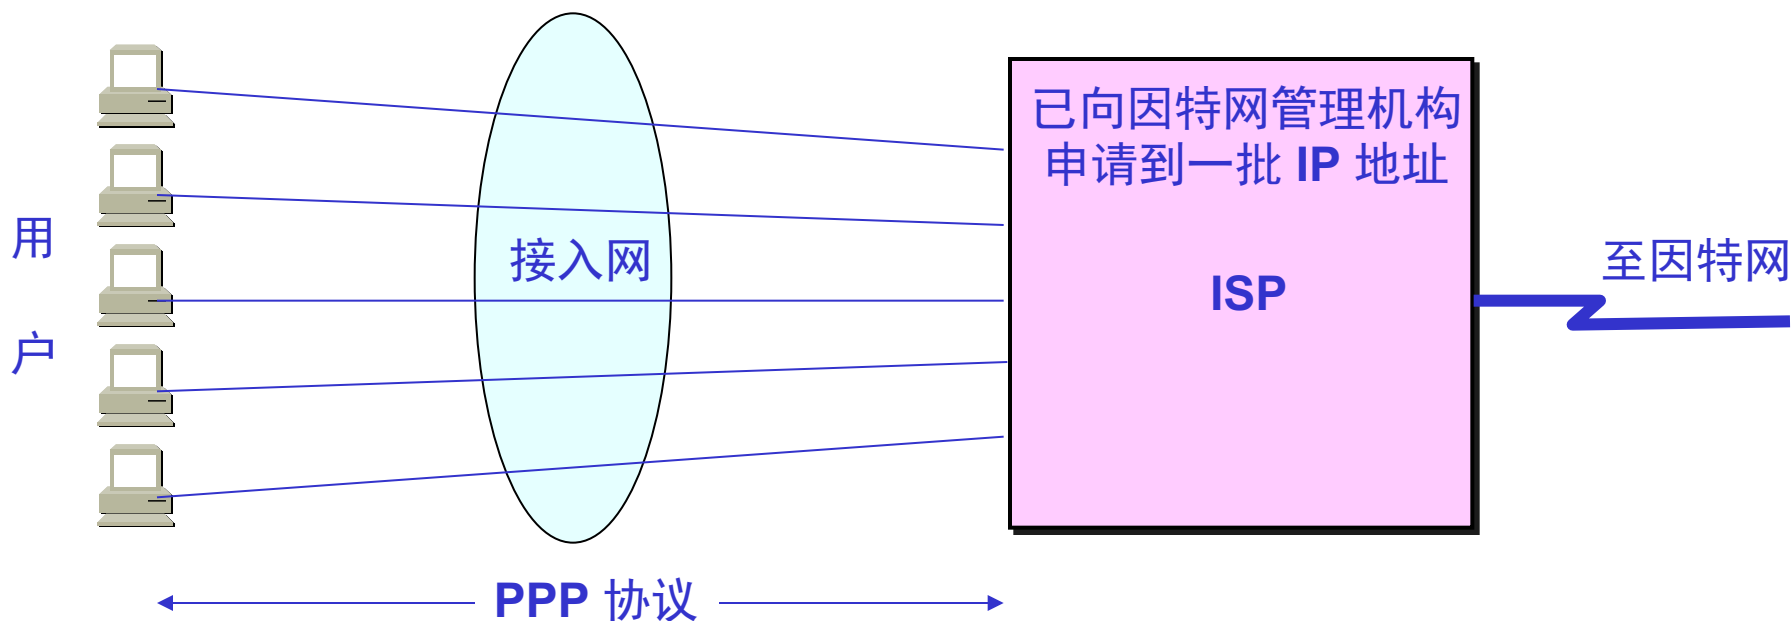 用
户
接入网
已向因特网管理机构
申请到一批 IP 地址
ISP
至因特网
PPP 协议